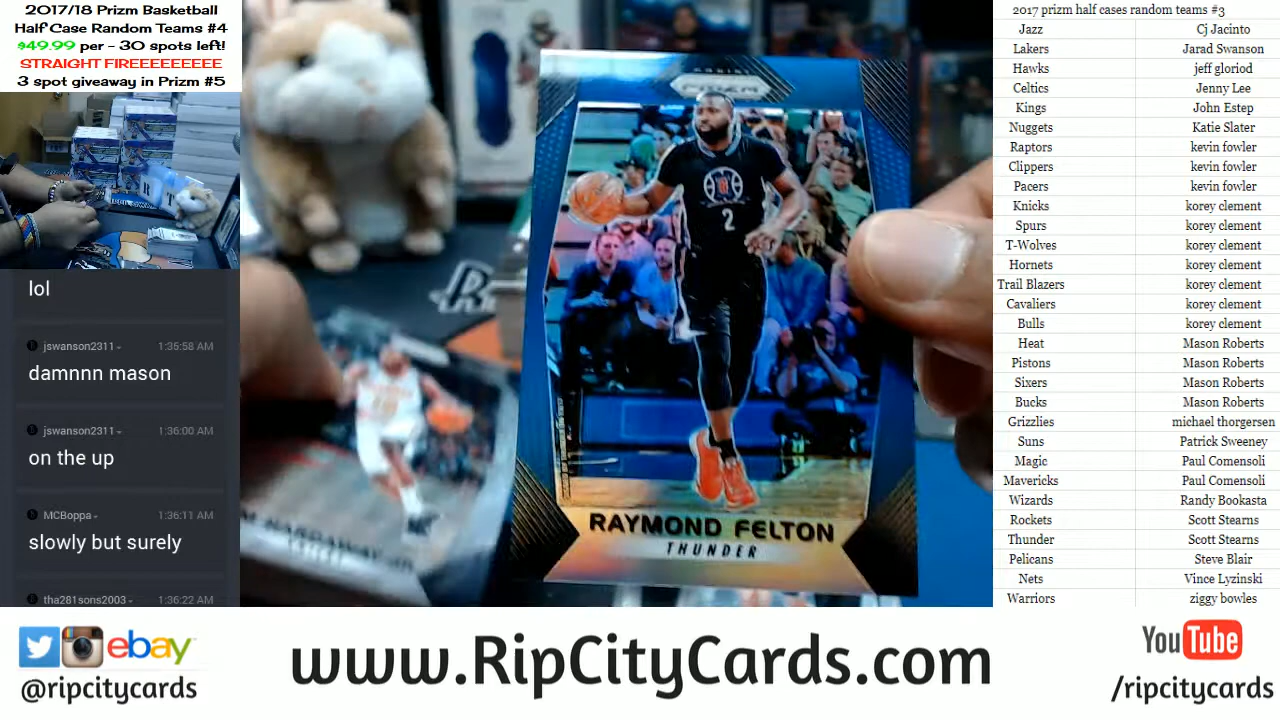 2017/18 Prizm Basketball
Half Case Random Teams #4
$49.99 per - 30 spots left!
STRAIGHT FIREEEEEEEEE
3 spot giveaway in Prizm #5
lol
jswanson2311 1:36:58 AM
damnnn mason
jswanson2311 1:36:00 AM
on the up
MCBoppa 1:36:11 AM
slowly but surely
tha281sons2003 1:36:22 AM
PRIZM
2
RAYMOND FELTON
THUNDER
2017 prizm half cases random teams #3
Jazz Cj Jacinto
Lakers Jarad Swanson
Hawks jeff gloriod
Celtics Jenny Lee
Kings John Estep
Nuggets Katie Slater
Raptors kevin fowler
Clippers kevin fowler
Pacers kevin fowler
Knicks korey clement
Spurs korey clement
T-Wolves korey clement
Hornets korey clement
Trail Blazers korey clement
Cavaliers korey clement
Bulls korey clement
Heat Mason Roberts
Pistons Mason Roberts
Sixers Mason Roberts
Bucks Mason Roberts
Grizzlies michael thorgersen
Suns Patrick Sweeney
Magic Paul Comensoli
Mavericks Paul Comensoli
Wizards Randy Bookasta
Rockets Scott Stearns
Thunder Scott Stearns
Pelicans Steve Blair
Nets Vince Lyzinski
Warriors ziggy bowles
ebay
@ripcitycards
www.RipCityCards.com
YouTube
/ripcitycards